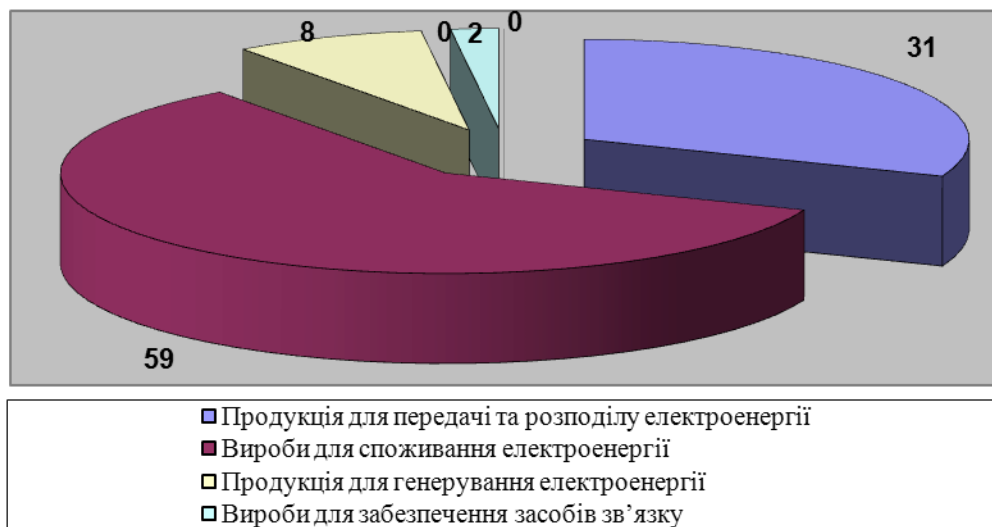 8
0
2
0
31
59
Продукція для передачі та розподілу електроенергії
Вироби для споживання електроенергії
Продукція для генерування електроенергії
Вироби для забезпечення засобів зв’язку